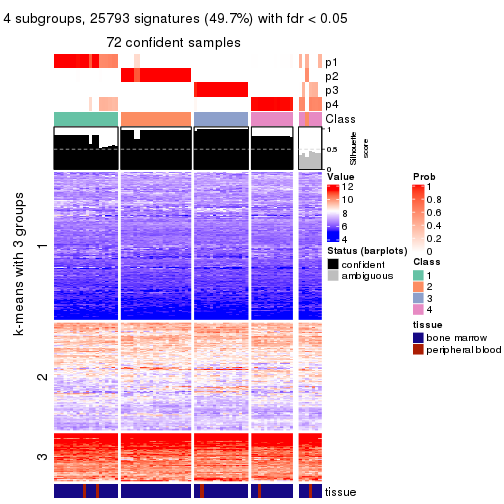 4 subgroups, 25793 signatures (49.7%) with fdr < 0.05
72 confident samples
p1
p2
p3
p4
Class
1
0.5
0
Silhouette
score
k-means with 3 groups
1
2
3
tissue
Value
12
10
8
6
4
Status (barplots)
confident
ambiguous
Prob
1
0.8
0.6
0.4
0.2
0
Class
1
2
3
4
tissue
bone marrow
peripheral blood